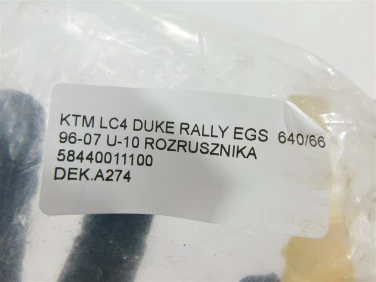 KTM LC4 DUKE RALLY EGS 640/66
96-07 U-10 ROZRUSZNIKA
58440011100
DEK.A274